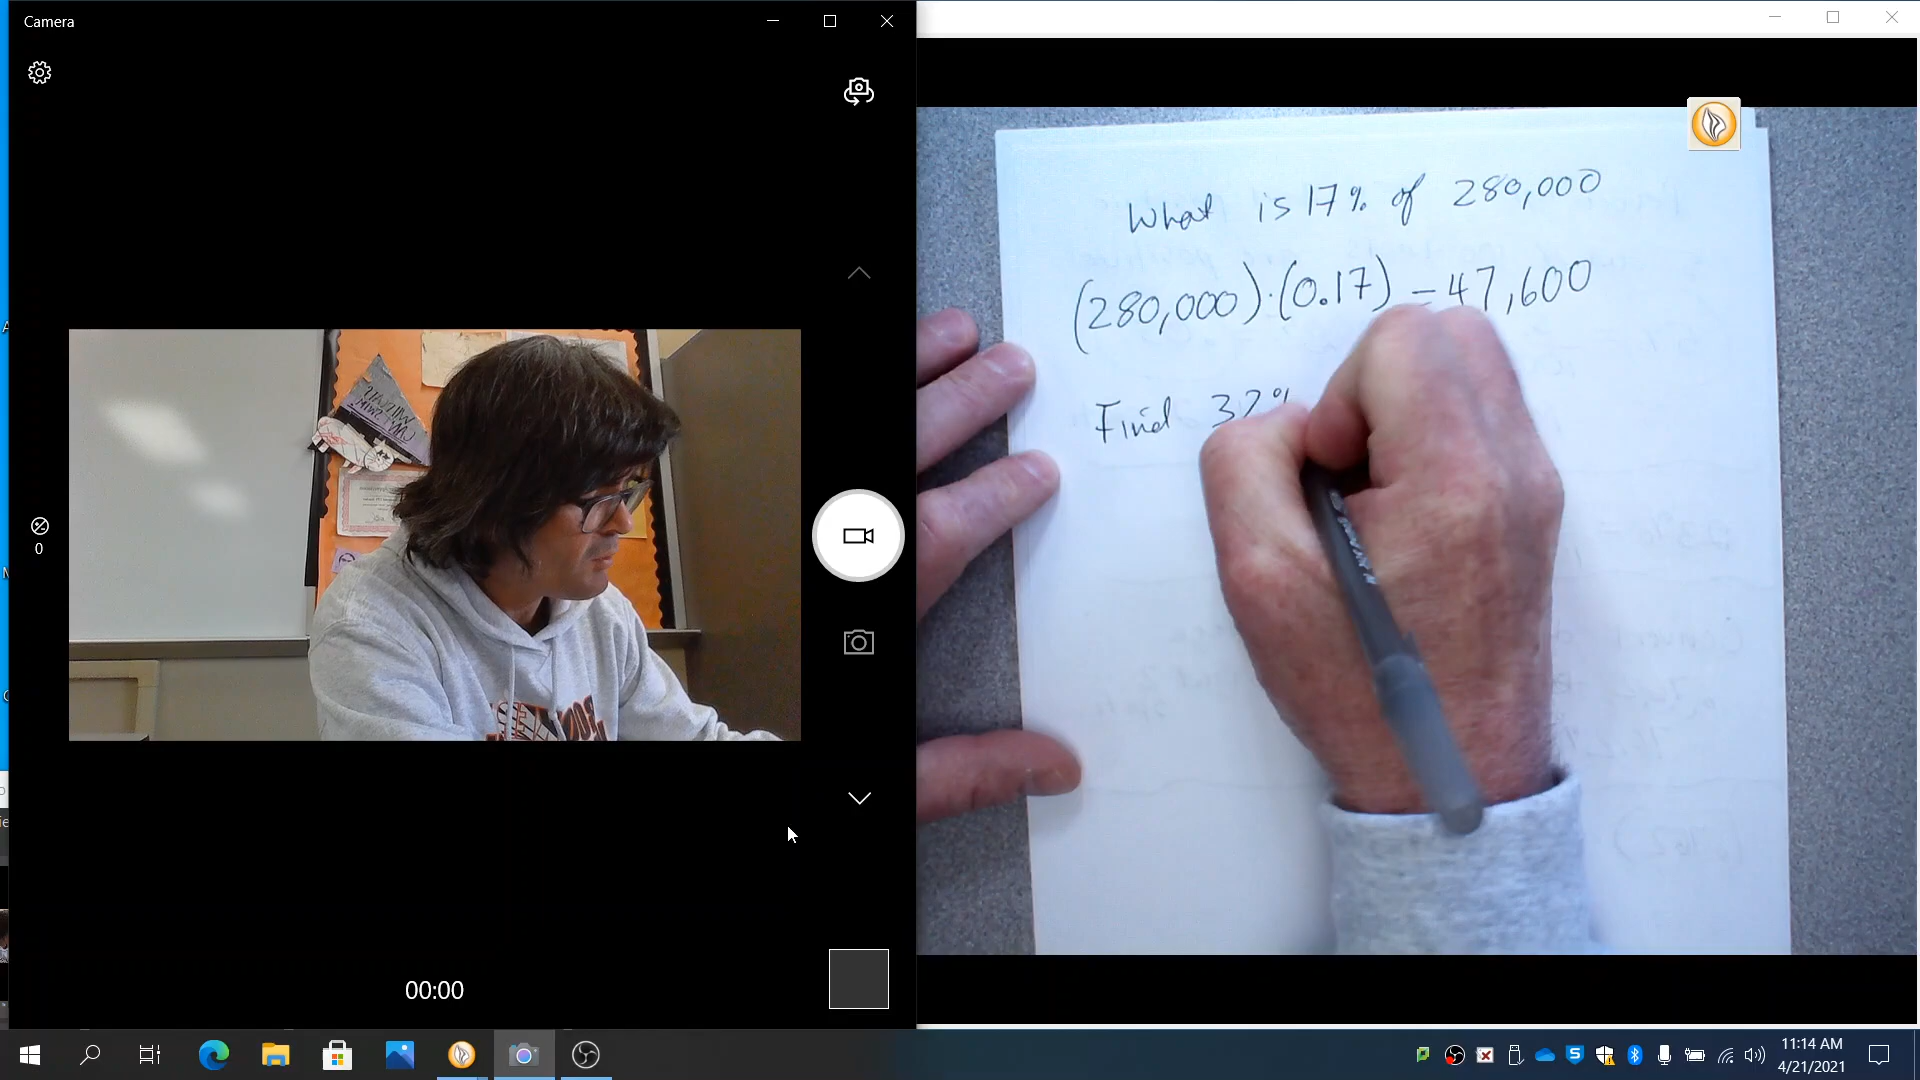 Camera
What is 17% of 280,000
(280,000)·(0.17) = 47,600
Find 32%
0
00:00
11:14 AM
4/21/2021